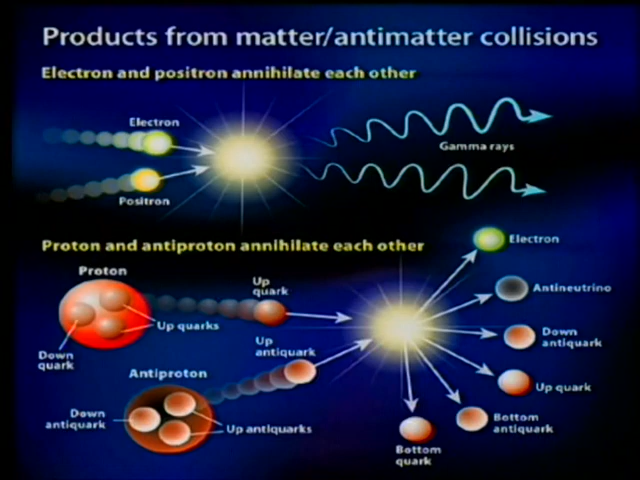 Products from matter/antimatter collisions
Electron and positron annihilate each other
Electron
Gamma rays
Positron
Proton and antiproton annihilate each other
Electron
Proton
Up
quark
Antineutrino
Up quarks
Up
antiquark
Down
antiquark
Down
quark
Antiproton
Up quark
Down
antiquark
Up antiquarks
Bottom
antiquark
Bottom
quark